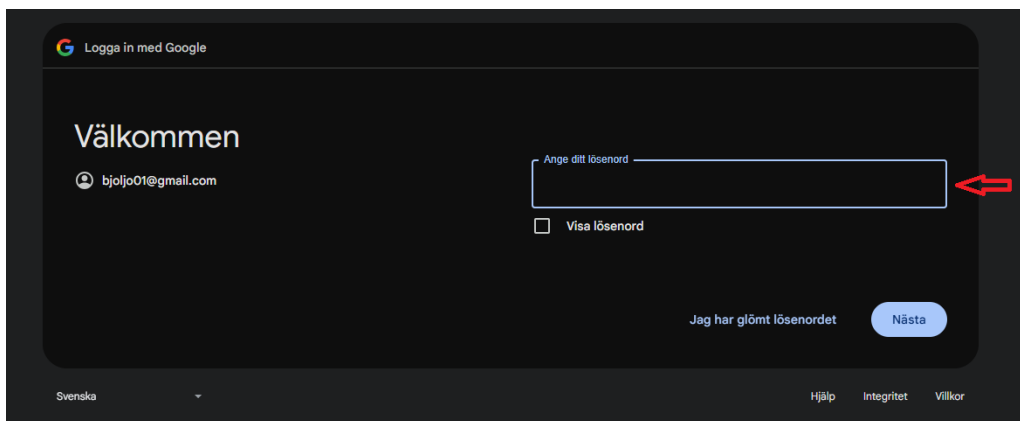 Logga in med Google
Välkommen
bjoljo01@gmail.com
Ange ditt lösenord
Visa lösenord
Jag har glömt lösenordet
Nästa
Svenska
Hjälp
Integritet
Villkor